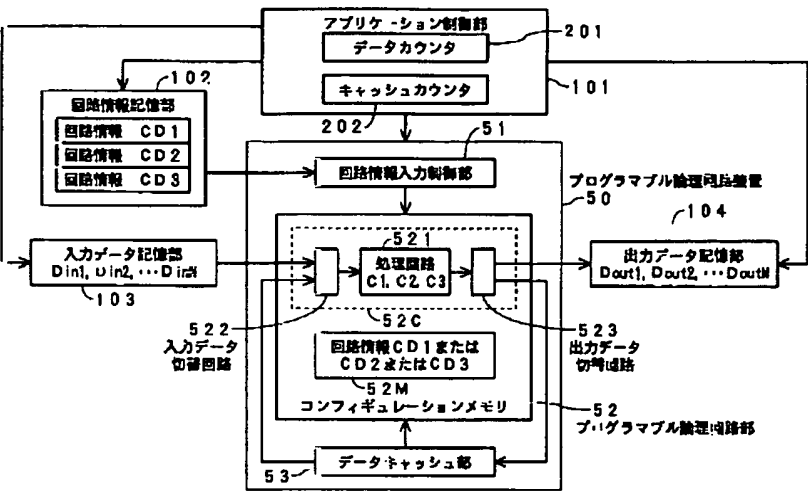 アプリケーション制御部
データカウンタ
201
キャッシュカウンタ
202
101
102
回路情報記憶部
回路情報 CD1
回路情報 CD2
回路情報 CD3
51
回路情報入力制御部
プログラマブル論理回路装置
50
104
入力データ記憶部
Din1, Din2, ・・・DinN
103
521
処理回路
C1, C2, C3
出力データ記憶部
Dout1, Dout2, ・・・DoutN
522
入力データ
切替回路
52C
523
出力データ
切替回路
回路情報CD1または
CD2またはCD3
52M
コンフィギュレーションメモリ
52
プログラマブル論理回路部
53
データキャッシュ部